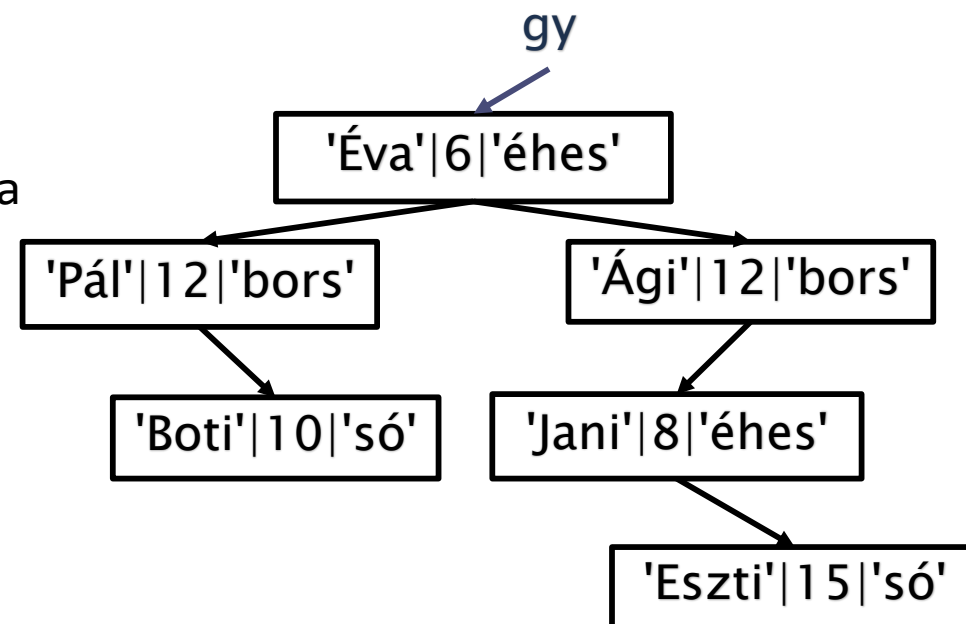 gy
'Éva'|6|'éhes'
a
'Pál'|12|'bors'
'Ági'|12|'bors'
'Boti'|10|'só'
'Jani'|8|'éhes'
'Eszti'|15|'só'